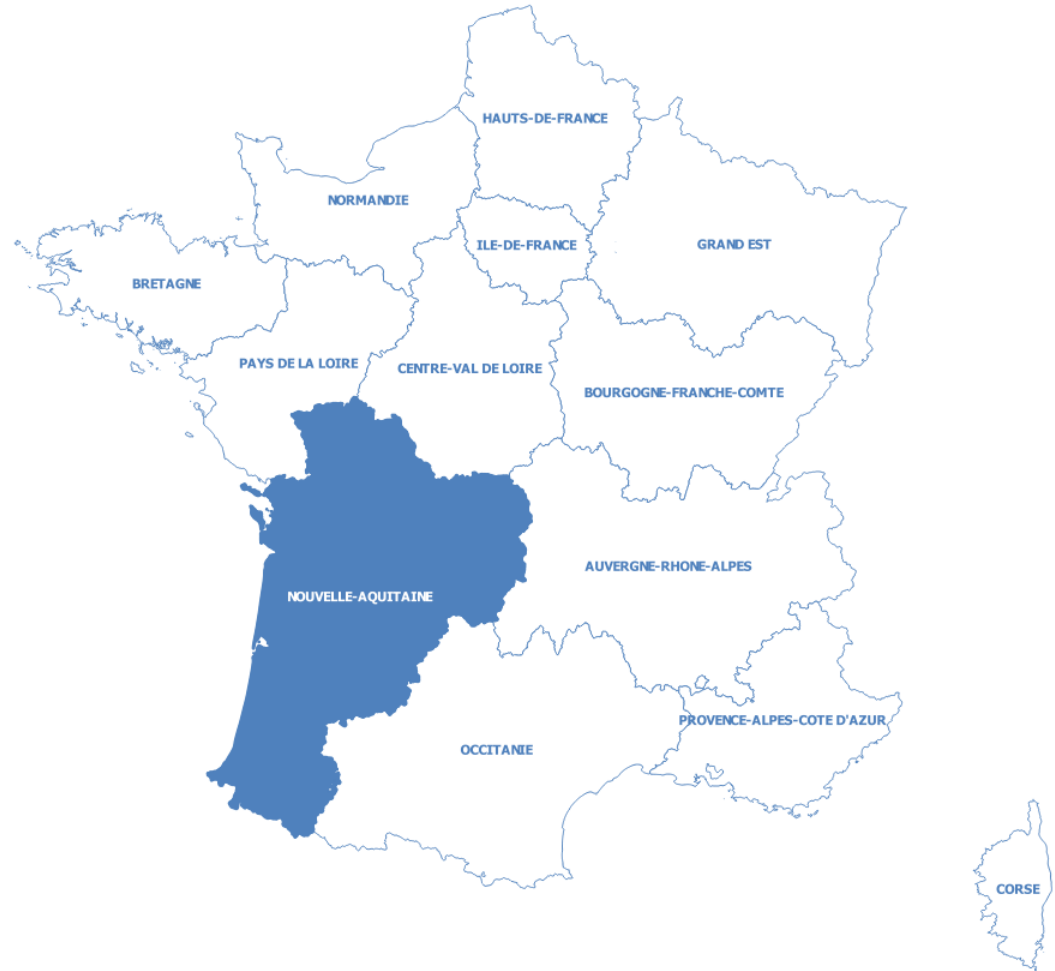 HAUTS-DE-FRANCE
NORMANDIE
ILE-DE-FRANCE
GRAND EST
BRETAGNE
PAYS DE LA LOIRE
CENTRE-VAL DE LOIRE
BOURGOGNE-FRANCHE-COMTE
AUVERGNE-RHONE-ALPES
NOUVELLE-AQUITAINE
PROVENCE-ALPES-COTE D'AZUR
OCCITANIE
CORSE